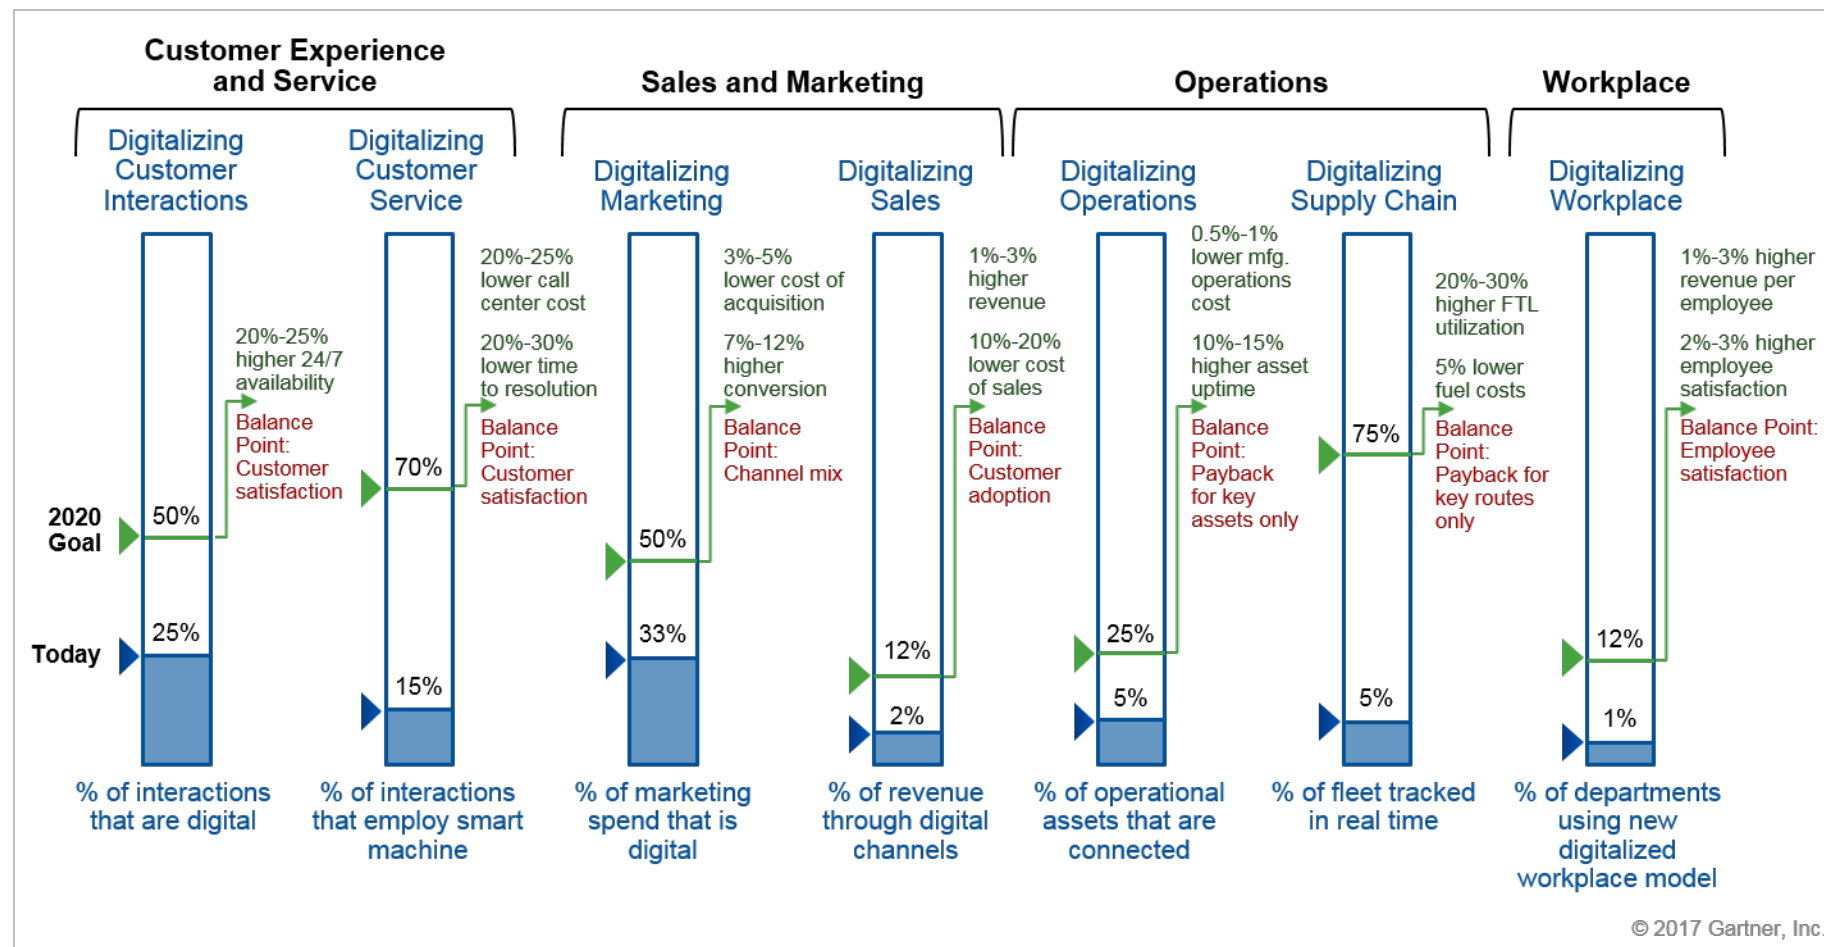 Customer Experience
and Service
Sales and Marketing
Operations
Workplace
Digitalizing
Customer
Interactions
Digitalizing
Customer
Service
Digitalizing
Marketing
Digitalizing
Sales
Digitalizing
Operations
Digitalizing
Supply Chain
Digitalizing
Workplace
20%-25%
higher 24/7
availability
Balance
Point:
Customer
satisfaction
20%-25%
lower call
center cost
20%-30%
lower time
to resolution
Balance
Point:
Customer
satisfaction
3%-5%
lower cost of
acquisition
7%-12%
higher
conversion
Balance
Point:
Channel mix
1%-3%
higher
revenue
10%-20%
lower cost
of sales
Balance
Point:
Customer
adoption
0.5%-1%
lower mfg.
operations
cost
10%-15%
higher asset
uptime
Balance
Point:
Payback
for key
assets only
20%-30%
higher FTL
utilization
5% lower
fuel costs
Balance
Point:
Payback for
key routes
only
1%-3% higher
revenue per
employee
2%-3% higher
employee
satisfaction
Balance Point:
Employee
satisfaction
2020
Goal
50%
70%
50%
12%
25%
75%
12%
Today
25%
15%
33%
2%
5%
5%
1%
% of interactions
that are digital
% of interactions
that employ smart
machine
% of marketing
spend that is
digital
% of revenue
through digital
channels
% of operational
assets that are
connected
% of fleet tracked
in real time
% of departments
using new
digitalized
workplace model
© 2017 Gartner, Inc.